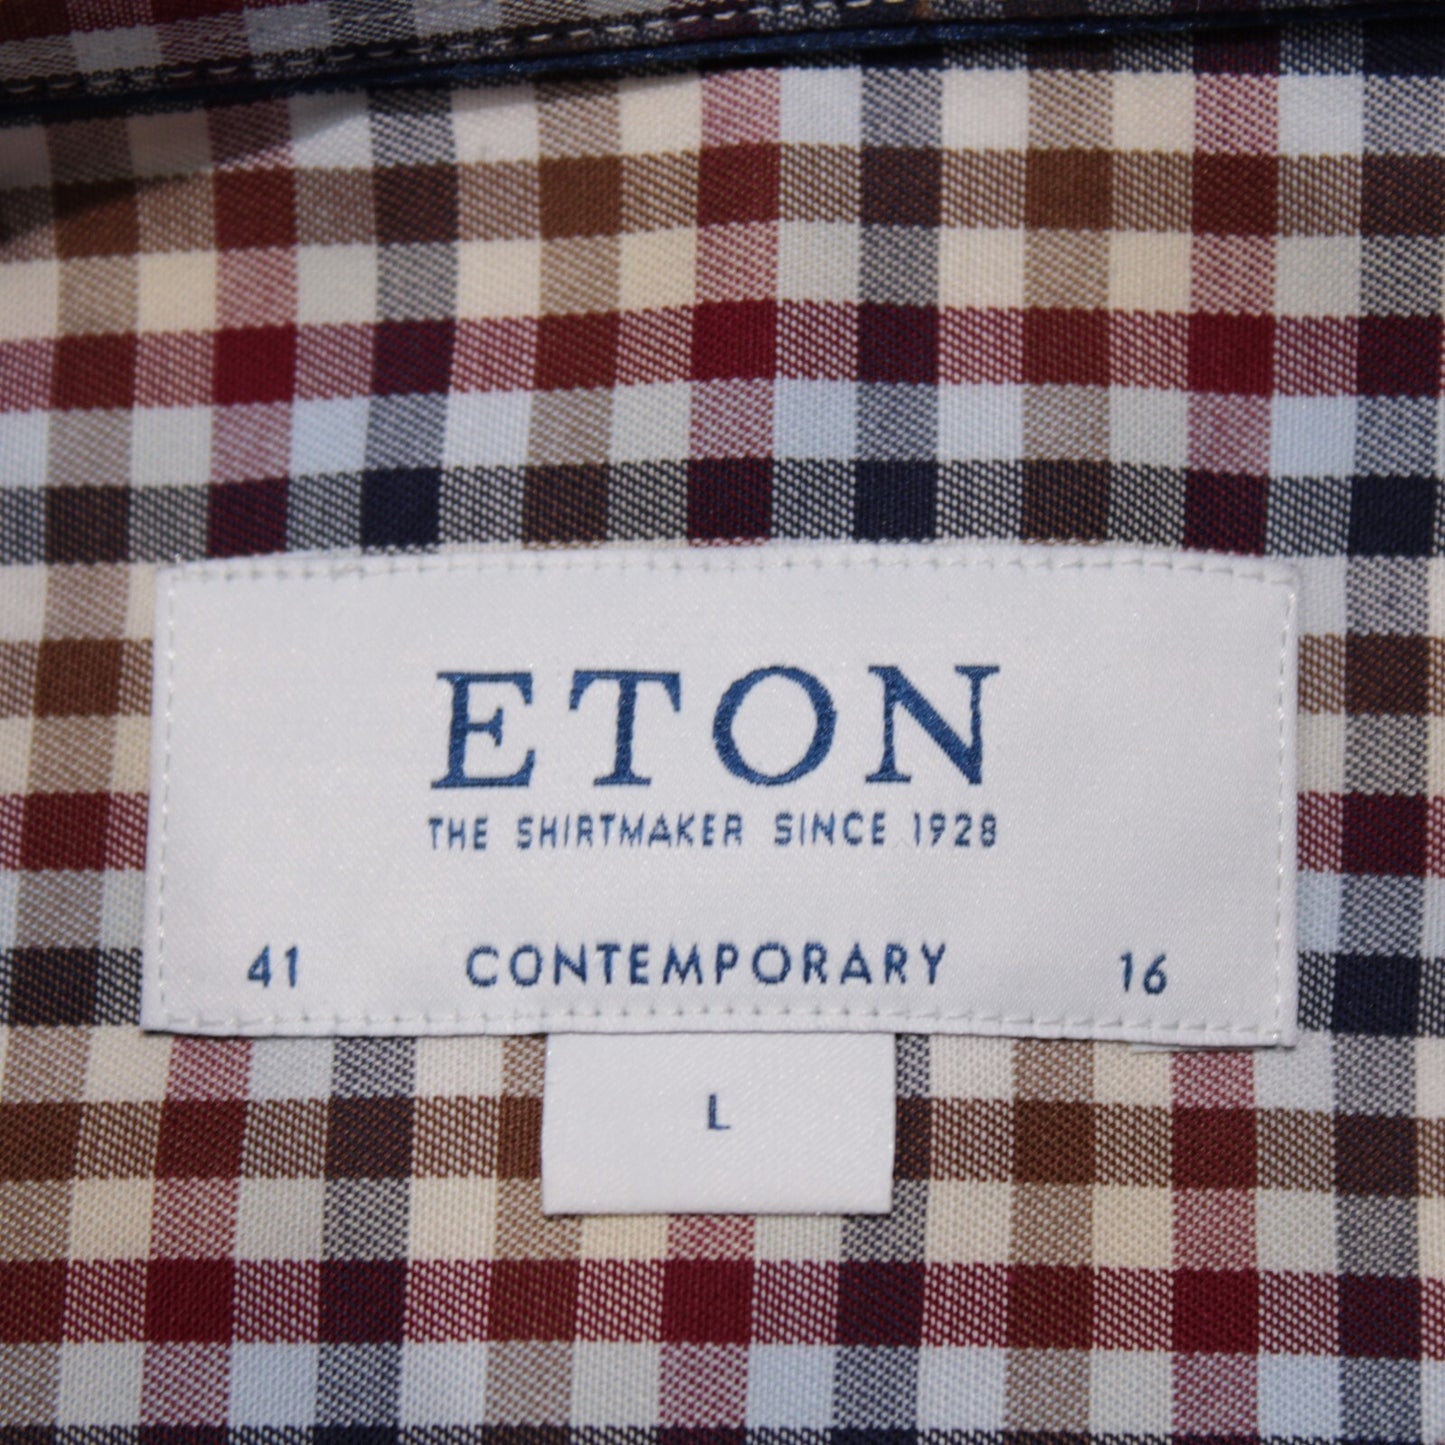 ETON
THE SHIRTMAKER SINCE 1928
41 CONTEMPORARY 16
L